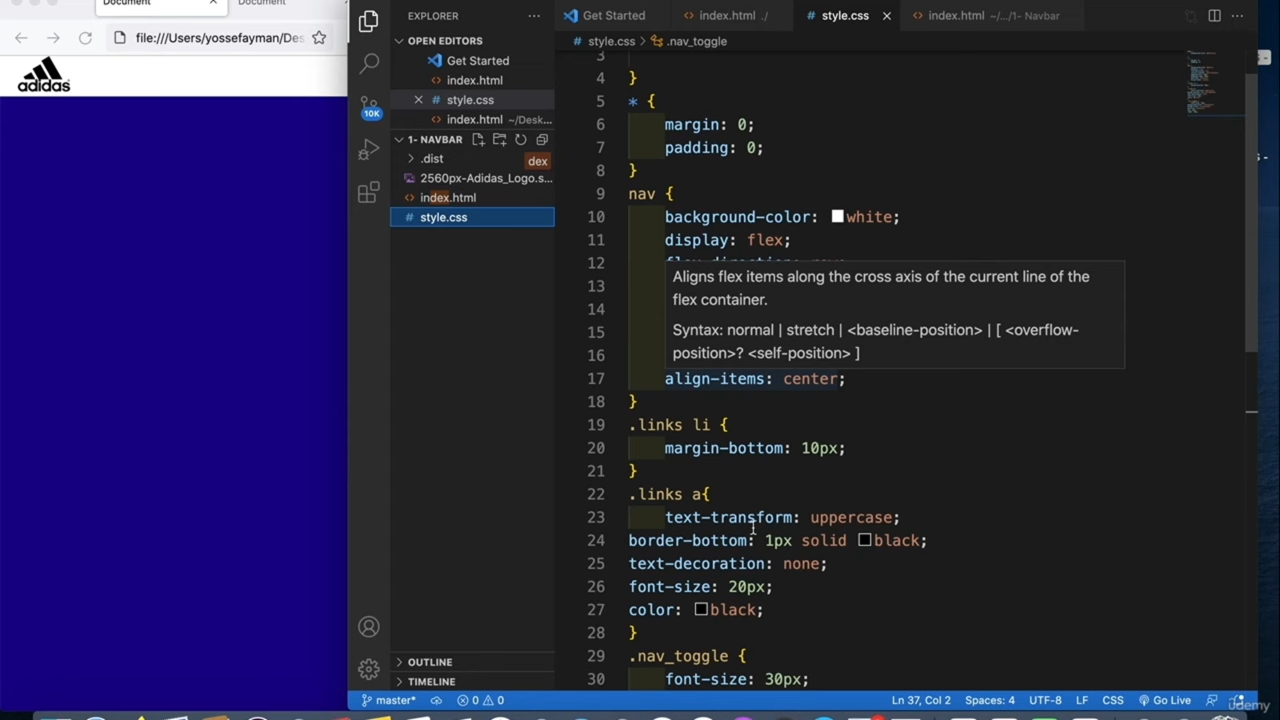 Document
Document
file:///Users/yossefayman/Des
adidas
EXPLORER
OPEN EDITORS
Get Started
index.html
style.css
index.html ~/Desk...
1- NAVBAR
.dist
dex
2560px-Adidas_Logo.s...
index.html
style.css
OUTLINE
TIMELINE
10K
Get Started
index.html ./
style.css
index.html ~/.../1- Navbar
style.css > .nav_toggle
3
4 }
5 * {
6 margin: 0;
7 padding: 0;
8 }
9 nav {
10 background-color: white;
11 display: flex;
12
13
14
15
16
Aligns flex items along the cross axis of the current line of the
flex container.
Syntax: normal | stretch | <baseline-position> | [ <overflow-
position>? <self-position> ]
17 align-items: center;
18 }
19 .links li {
20 margin-bottom: 10px;
21 }
22 .links a{
23 text-transform: uppercase;
24 border-bottom: 1px solid black;
25 text-decoration: none;
26 font-size: 20px;
27 color: black;
28 }
29 .nav_toggle {
30 font-size: 30px;
master* 0 0
Ln 37, Col 2 Spaces: 4 UTF-8 LF CSS Go Live
udemy